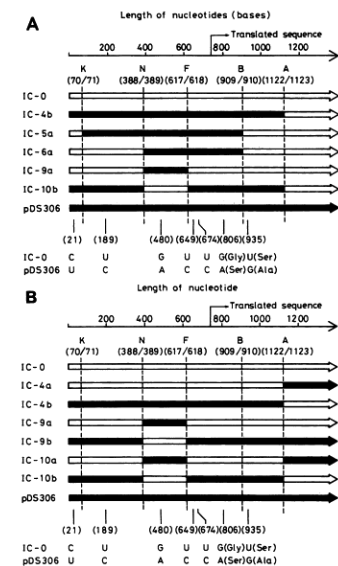 A
Length of nucleotides (bases)
Translated sequence
200 400 600 800 1000 1200
K N F B A
(70/71) (388/389)(617/618) (909/910)(1122/1123)
IC-0
IC-4b
IC-5a
IC-6a
IC-9a
IC-10b
pDS306
(21) (189) (480) (649)(674)(806)(935)
IC-0 C U G U U G(Gly)U(Ser)
pDS306 U C A C C A(Ser)G(Ala)
B
Length of nucleotide
Translated sequence
200 400 600 800 1000 1200
K N F B A
(70/71) (388/389)(617/618) (909/910)(1122/1123)
IC-0
IC-4a
IC-4b
IC-9a
IC-9b
IC-10a
IC-10b
pDS306
(21) (189) (480) (649)(674)(806)(935)
IC-0 C U G U U G(Gly)U(Ser)
pDS306 U C A C C A(Ser)G(Ala)